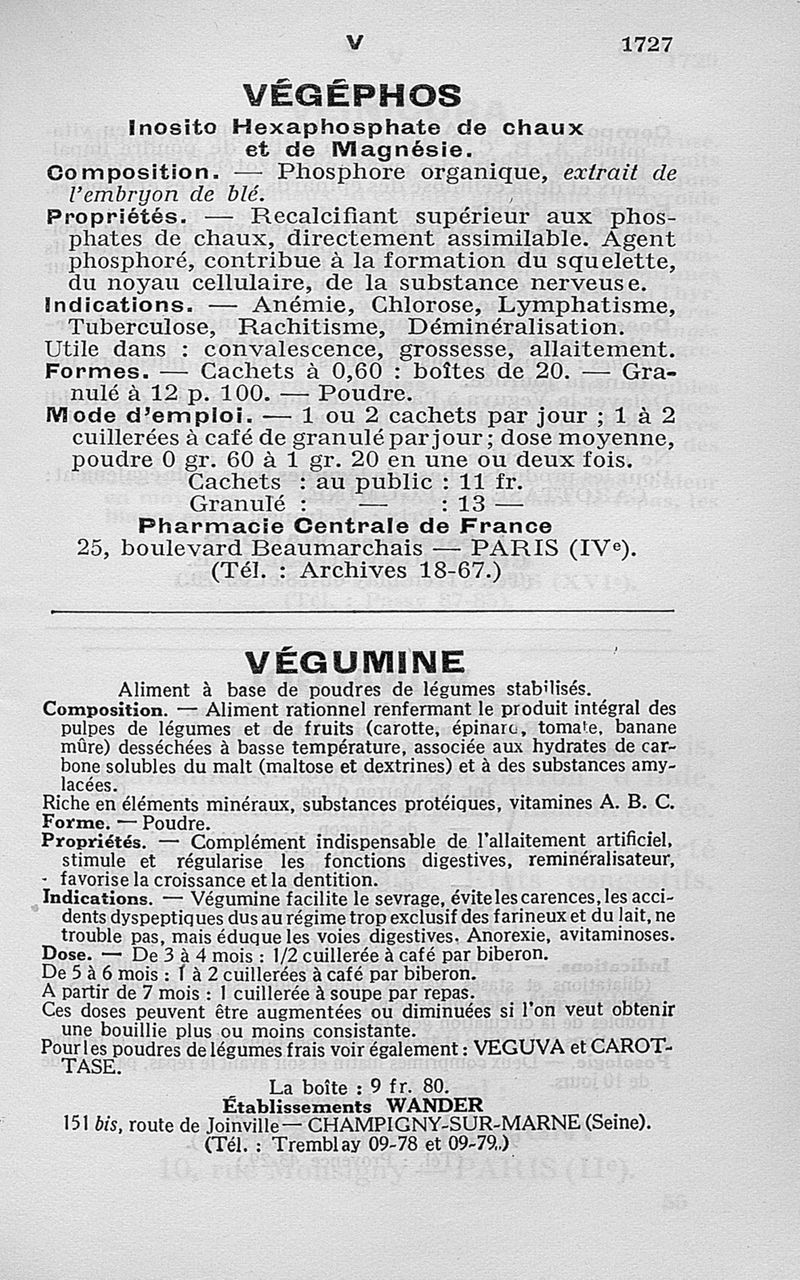 V 1727
VÉGÉPHOS
Inosito Hexaphosphate de chaux
et de Magnésie.
Composition. — Phosphore organique, extrait de
l'embryon de blé.
Propriétés. — Recalcifiant supérieur aux phos-
phates de chaux, directement assimilable. Agent
phosphoré, contribue à la formation du squelette,
du noyau cellulaire, de la substance nerveuse.
Indications. — Anémie, Chlorose, Lymphatisme,
Tuberculose, Rachitisme, Déminéralisation.
Utile dans : convalescence, grossesse, allaitement.
Formes. — Cachets à 0,60 : boîtes de 20. — Gra-
nulé à 12 p. 100. — Poudre.
Mode d'emploi. — 1 ou 2 cachets par jour ; 1 à 2
cuillerées à café de granulé par jour ; dose moyenne,
poudre 0 gr. 60 à 1 gr. 20 en une ou deux fois.
Cachets : au public : 11 fr.
Granulé : — : 13 —
Pharmacie Centrale de France
25, boulevard Beaumarchais — PARIS (IVe).
(Tél. : Archives 18-67.)
VÉGUMINE
Aliment à base de poudres de légumes stabilisés.
Composition. — Aliment rationnel renfermant le produit intégral des
pulpes de légumes et de fruits (carotte, épinard, tomate, banane
mûre) desséchées à basse température, associée aux hydrates de car-
bone solubles du malt (maltose et dextrines) et à des substances amy-
lacées.
Riche en éléments minéraux, substances protéiques, vitamines A. B. C.
Forme. — Poudre.
Propriétés. — Complément indispensable de l'allaitement artificiel,
stimule et régularise les fonctions digestives, reminéralisateur,
favorise la croissance et la dentition.
Indications. — Végumine facilite le sevrage, évite les carences, les acci-
dents dyspeptiques dus au régime trop exclusif des farineux et du lait, ne
trouble pas, mais éduque les voies digestives. Anorexie, avitaminoses.
Dose. — De 3 à 4 mois : 1/2 cuillerée à café par biberon.
De 5 à 6 mois : 1 à 2 cuillerées à café par biberon.
A partir de 7 mois : 1 cuillerée à soupe par repas.
Ces doses peuvent être augmentées ou diminuées si l'on veut obtenir
une bouillie plus ou moins consistante.
Pour les poudres de légumes frais voir également : VEGUVA et CAROT-
TASE.
La boîte : 9 fr. 80.
Établissements WANDER
151 bis, route de Joinville — CHAMPIGNY-SUR-MARNE (Seine).
(Tél. : Tremblay 09-78 et 09-79.)